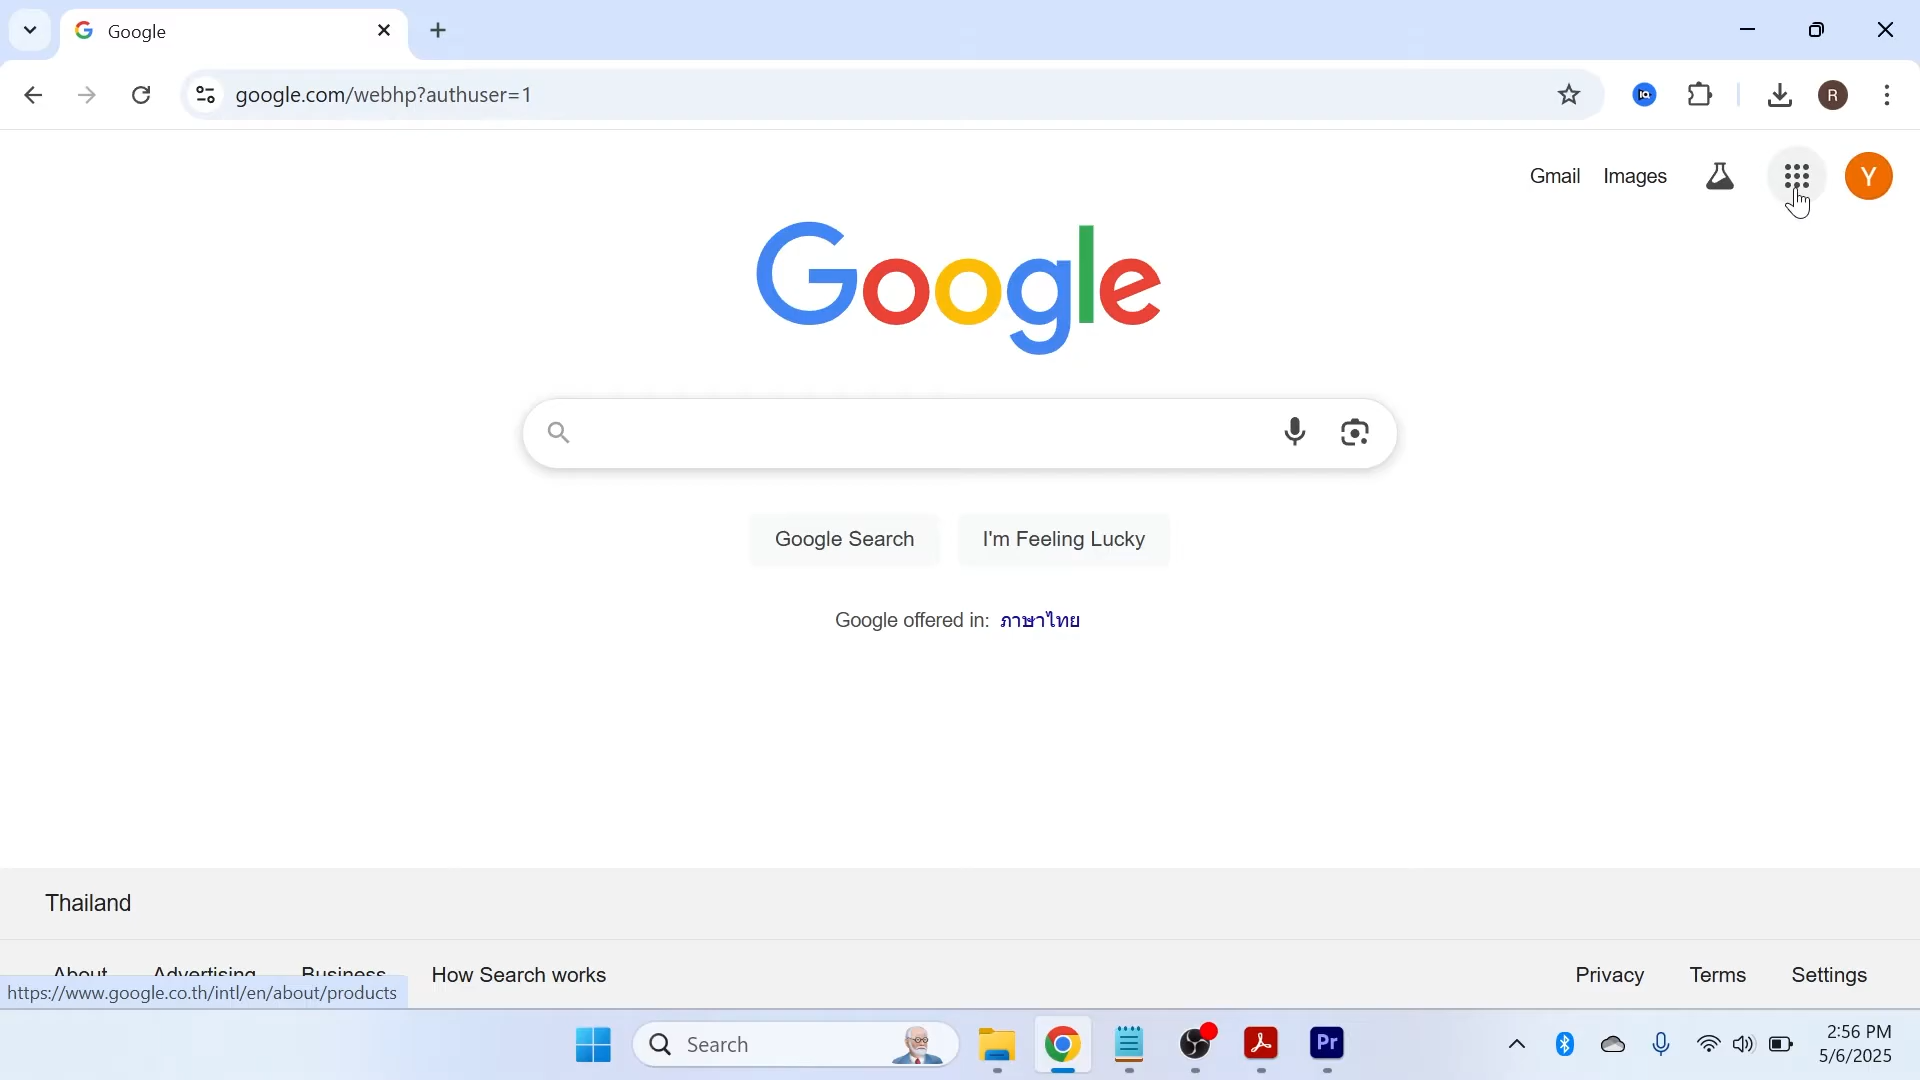 Google
google.com/webhp?authuser=1
R
Gmail Images Y
Google
Google Search I'm Feeling Lucky
Google offered in: ภาษาไทย
Thailand
About Advertising Business How Search works Privacy Terms Settings
https://www.google.co.th/intl/en/about/products
Search Pr 2:56 PM
5/6/2025